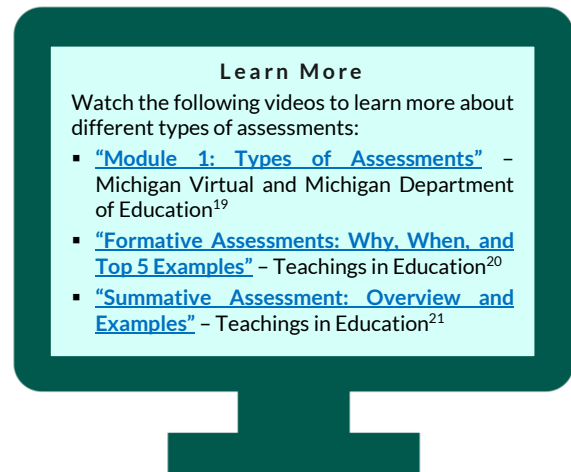 Learn More
Watch the following videos to learn more about
different types of assessments:
▪ “Module 1: Types of Assessments” –
Michigan Virtual and Michigan Department
of Education¹⁹
▪ “Formative Assessments: Why, When, and
Top 5 Examples” – Teachings in Education²⁰
▪ “Summative Assessment: Overview and
Examples” – Teachings in Education²¹